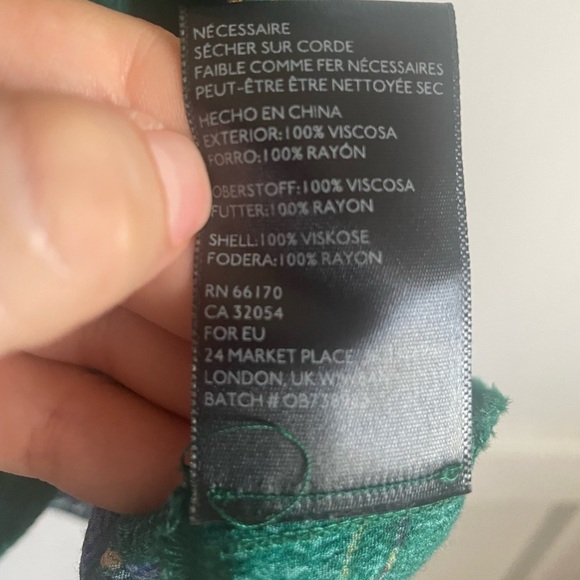 NÉCESSAIRE
SÊCHER SUR CORDE
FAIBLE COMME FER NÉCESSAIRES
PEUT-ÊTRE ÊTRE NETTOYÉE SEC
HECHO EN CHINA
EXTERIOR:100% VISCOSA
FORRO:100% RAYÓN
OBERSTOFF:100% VISCOSA
FUTTER:100% RAYON
SHELL:100% VISKOSE
FODERA:100% RAYON
RN 66170
CA 32054
FOR EU
24 MARKET PLACE
LONDON, UK
BATCH #